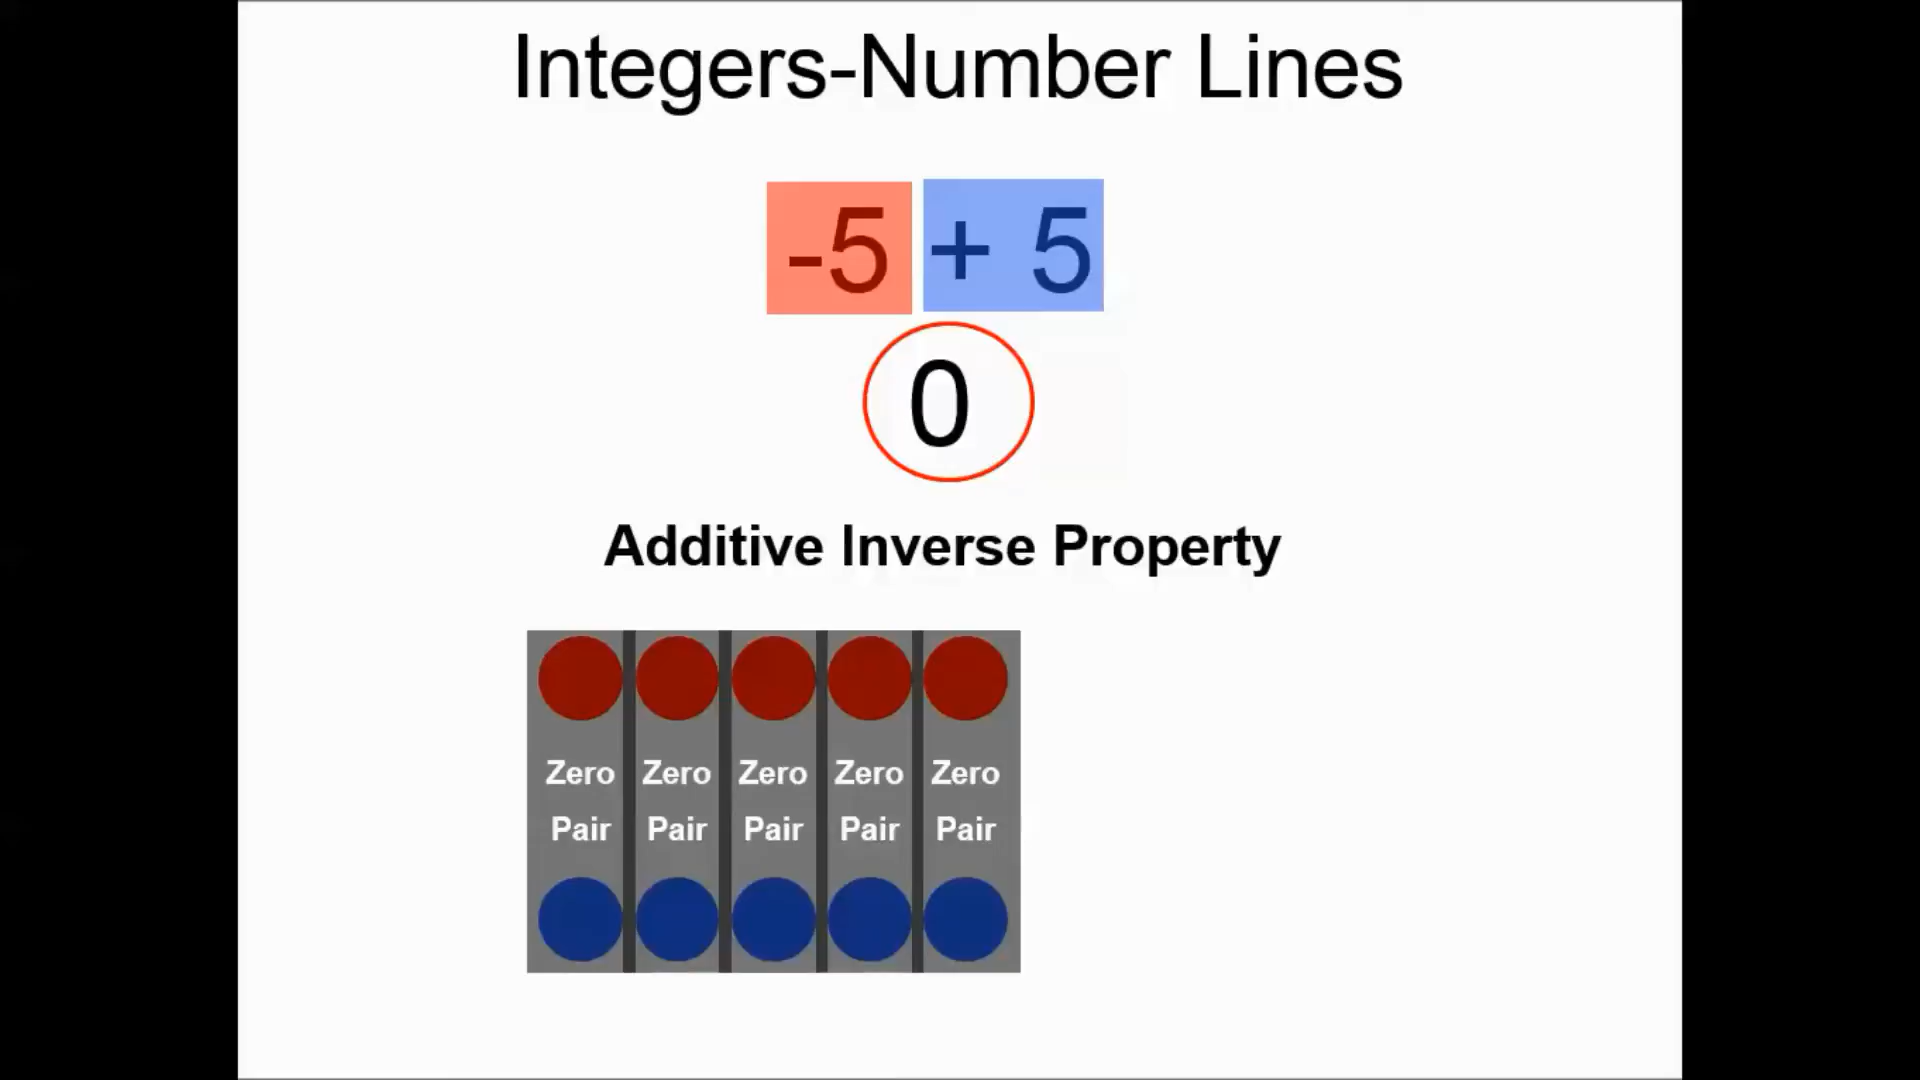 Integers-Number Lines
-5 + 5
0
Additive Inverse Property
Zero Zero Zero Zero Zero
Pair Pair Pair Pair Pair